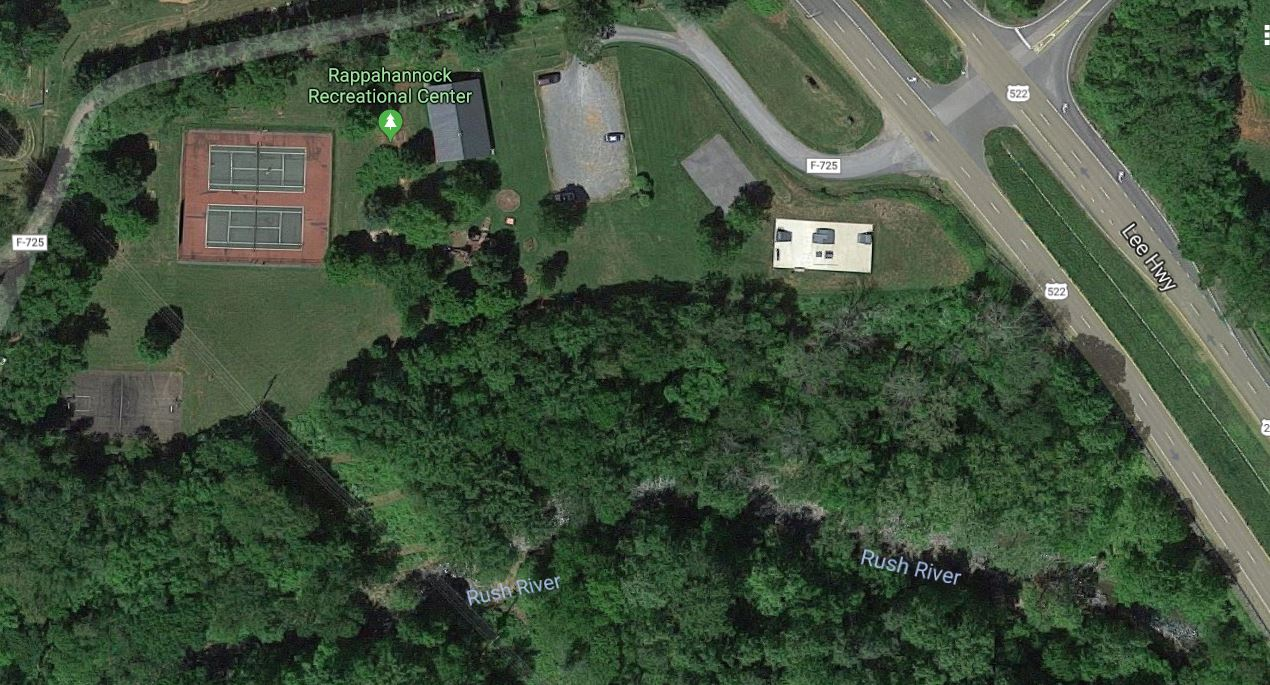 Rappahannock
Recreational Center
522
F-725
F-725
Lee Hwy
522
Rush River
Rush River